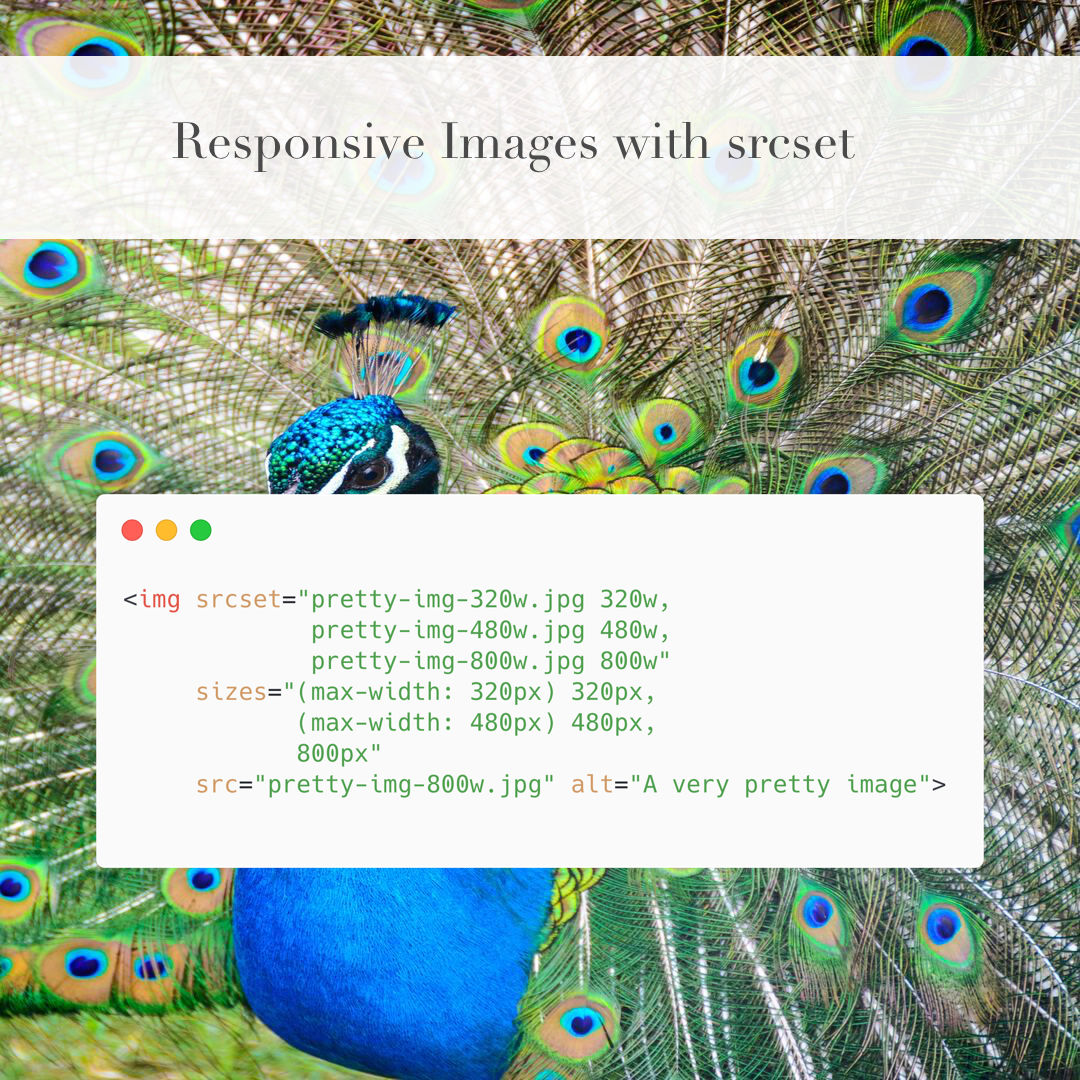 Responsive Images with srcset
<img srcset="pretty-img-320w.jpg 320w,
             pretty-img-480w.jpg 480w,
             pretty-img-800w.jpg 800w"
     sizes="(max-width: 320px) 320px,
            (max-width: 480px) 480px,
            800px"
     src="pretty-img-800w.jpg" alt="A very pretty image">